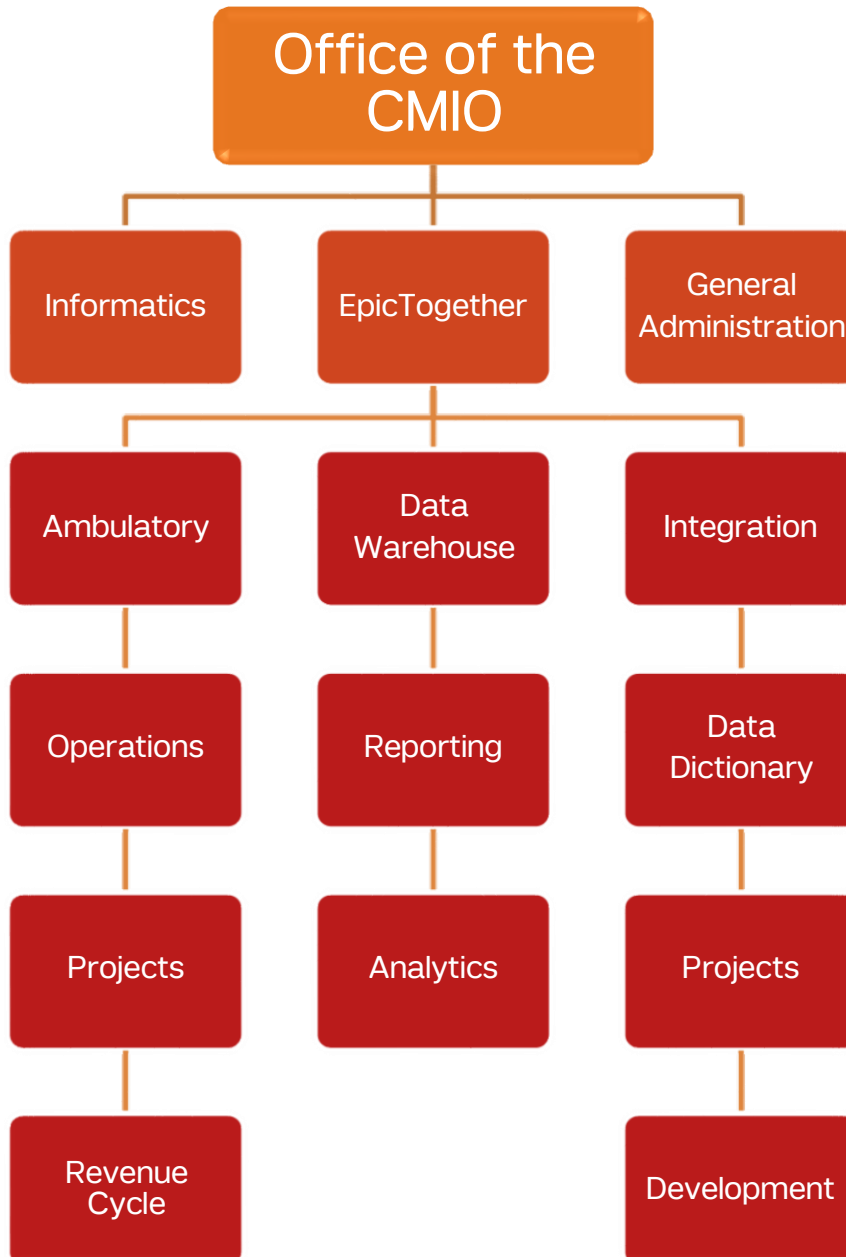 Office of the
CMIO
Informatics
EpicTogether
General
Administration
Ambulatory
Data
Warehouse
Integration
Operations
Reporting
Data
Dictionary
Projects
Analytics
Projects
Revenue
Cycle
Development